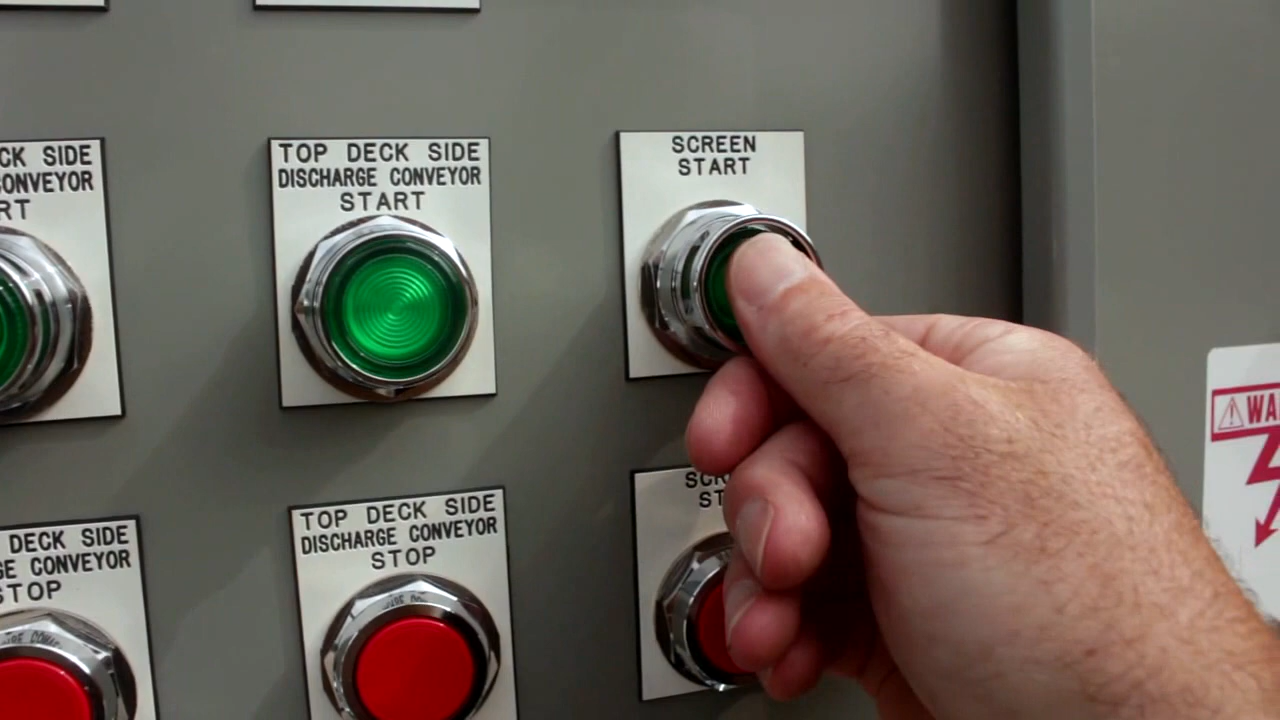 CK SIDE
CONVEYOR
RT
TOP DECK SIDE
DISCHARGE CONVEYOR
START
SCREEN
START
DECK SIDE
GE CONVEYOR
STOP
TOP DECK SIDE
DISCHARGE CONVEYOR
STOP
SCR
ST
WA